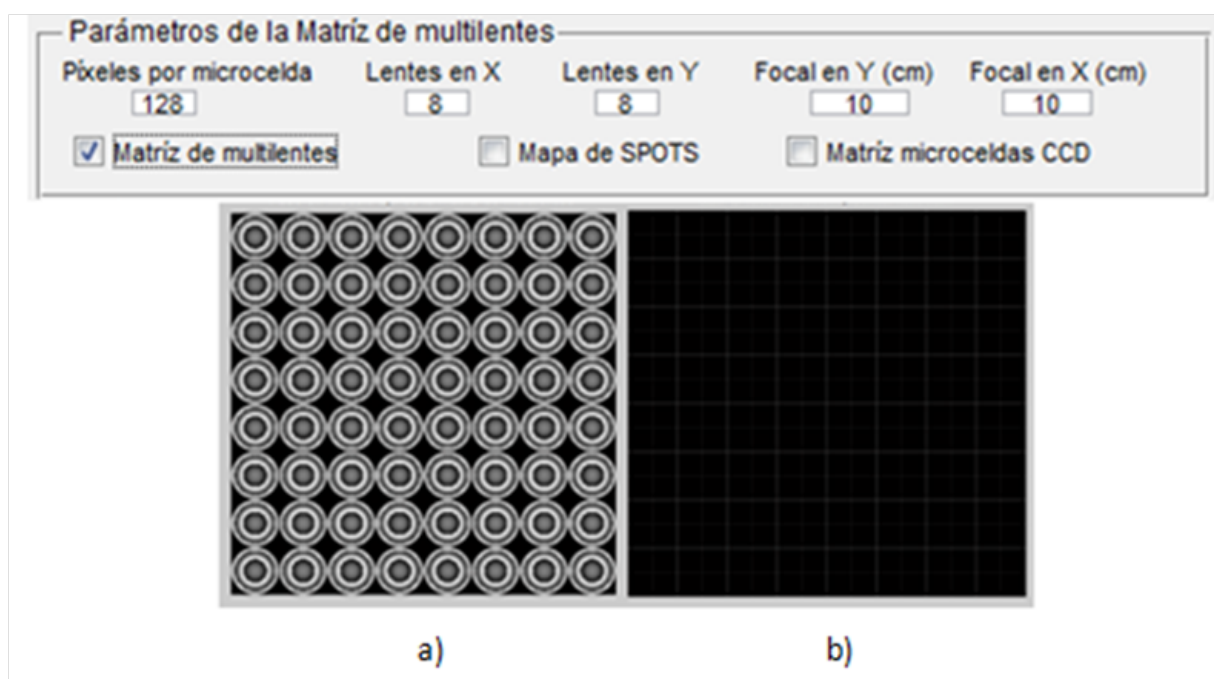 Parámetros de la Matríz de multilentes
Píxeles por microcelda Lentes en X Lentes en Y Focal en Y (cm) Focal en X (cm)
128 8 8 10 10
Matríz de multilentes Mapa de SPOTS Matríz microceldas CCD
a) b)